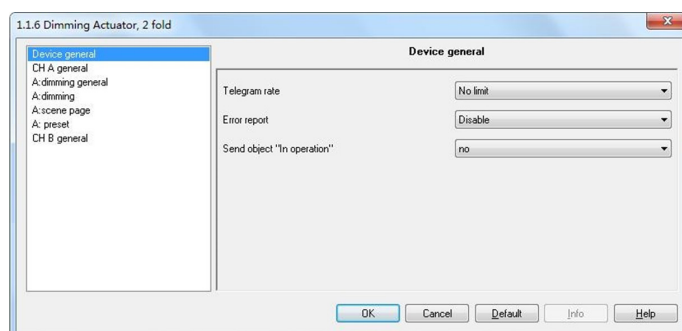 1.1.6 Dimming Actuator, 2 fold
Device general
CH A general
A:dimming general
A:dimming
A:scene page
A: preset
CH B general
Device general
Telegram rate
No limit
Error report
Disable
Send object "In operation"
no
OK
Cancel
Default
Info
Help